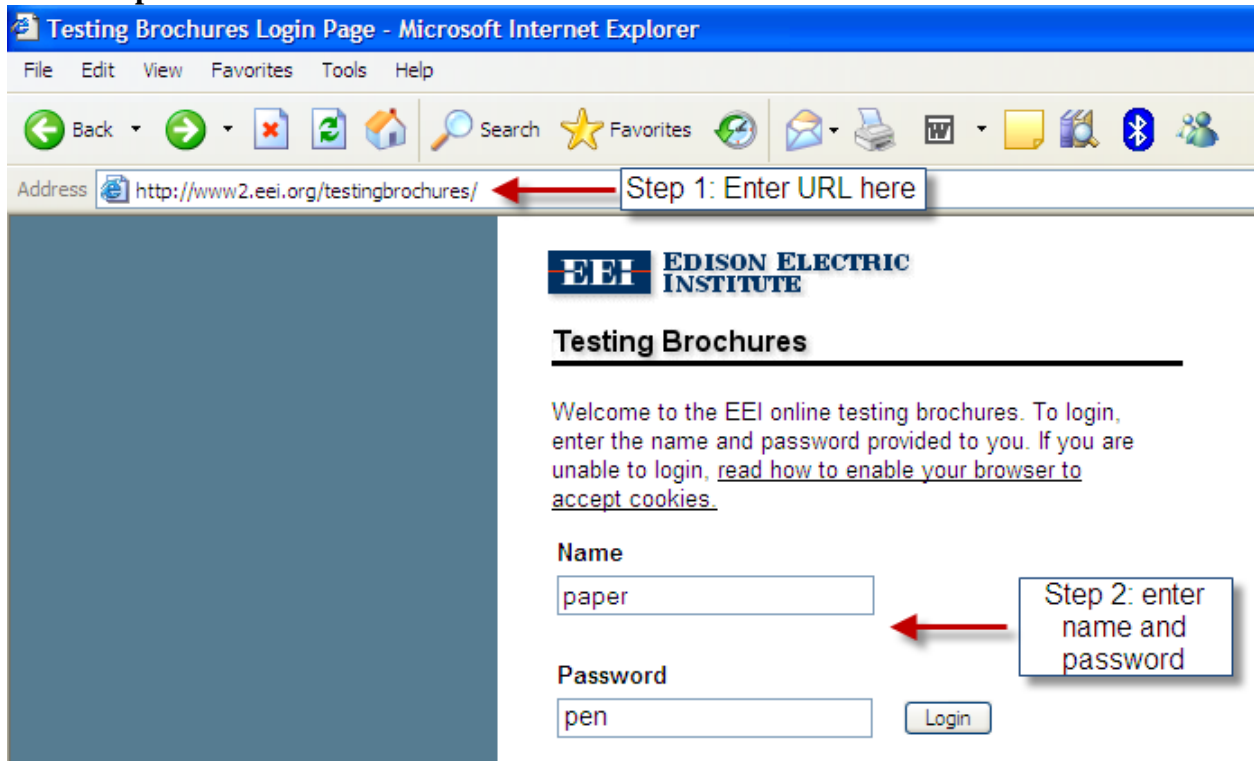 Testing Brochures Login Page - Microsoft Internet Explorer
File Edit View Favorites Tools Help
Back Search Favorites
Address http://www2.eei.org/testingbrochures/ Step 1: Enter URL here
EEI EDISON ELECTRIC
INSTITUTE
Testing Brochures
Welcome to the EEI online testing brochures. To login,
enter the name and password provided to you. If you are
unable to login, read how to enable your browser to
accept cookies.
Name
paper
Step 2: enter
name and
password
Password
pen Login